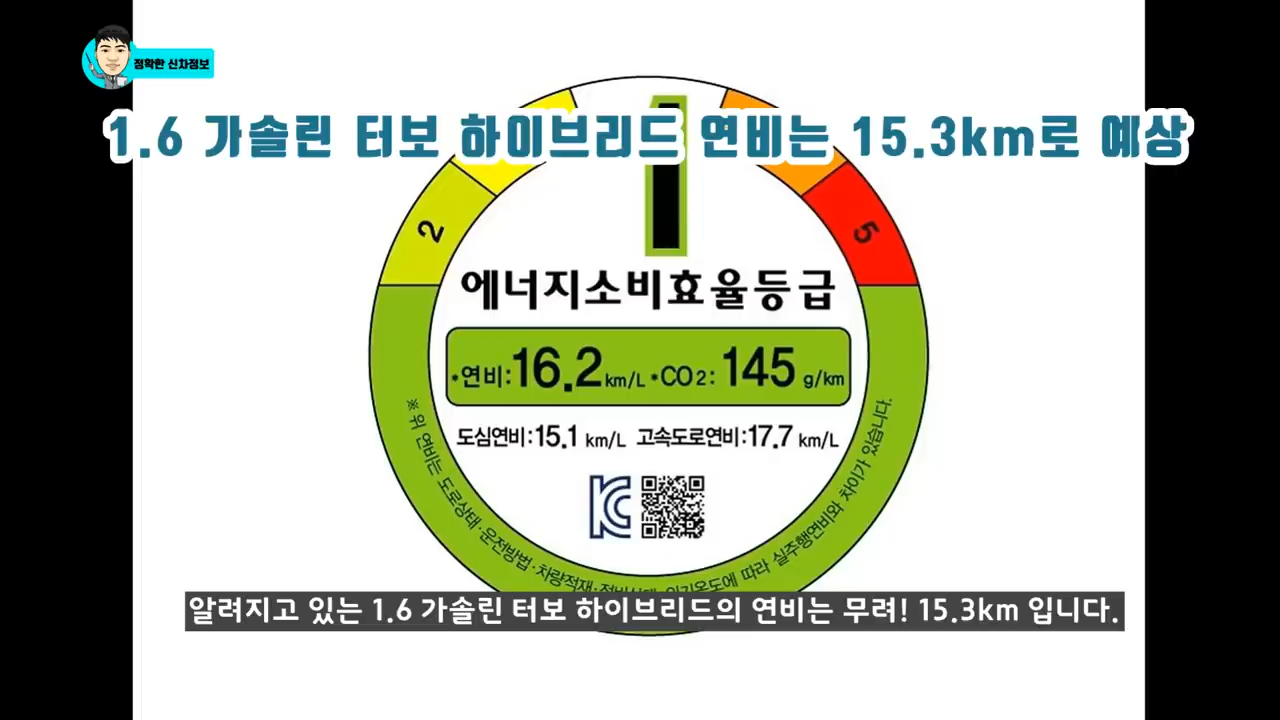 정확한 신차정보
1.6 가솔린 터보 하이브리드 연비는 15.3km로 예상
1
2
5
에너지소비효율등급
*연비:16.2km/L *CO2:145 g/km
도심연비:15.1 km/L 고속도로연비:17.7 km/L
※ 위 연비는 도로상태·운전방법·차량적재·정비상태 따라 실주행연비와 차이가 있습니다.
알려지고 있는 1.6 가솔린 터보 하이브리드의 연비는 무려! 15.3km 입니다.